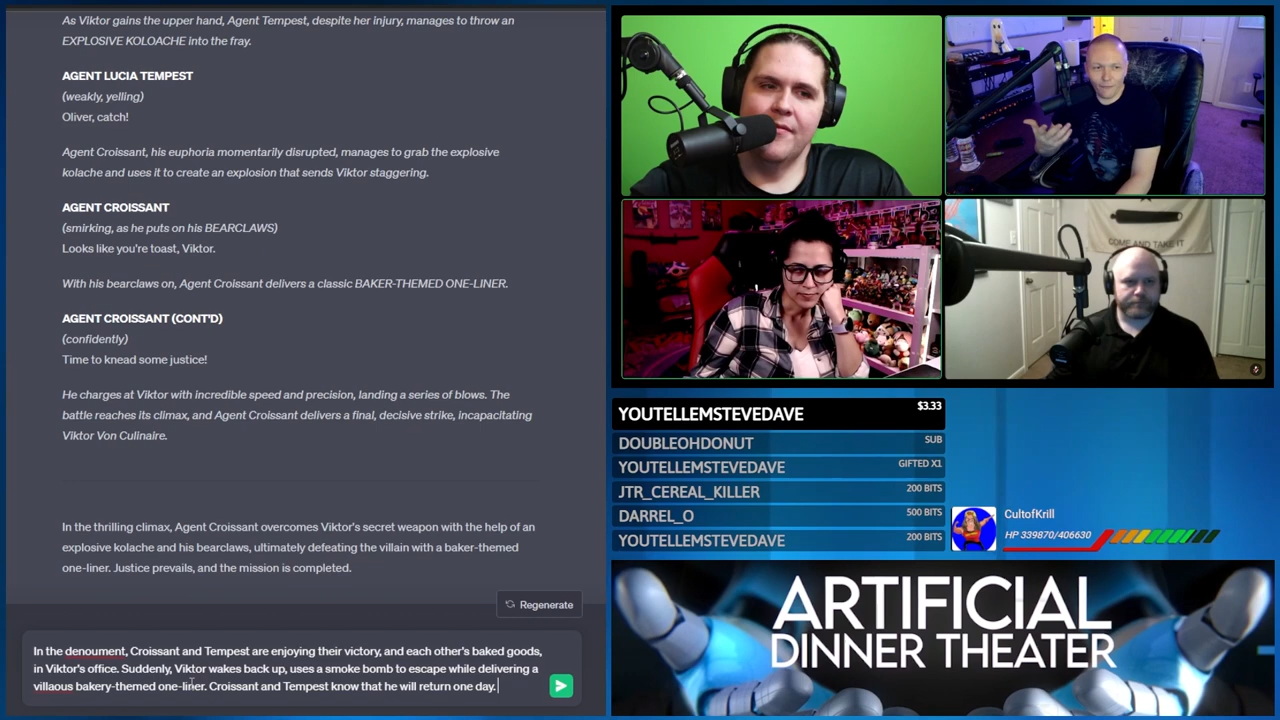 As Viktor gains the upper hand, Agent Tempest, despite her injury, manages to throw an
EXPLOSIVE KOLOACHE into the fray.
AGENT LUCIA TEMPEST
(weakly, yelling)
Oliver, catch!
Agent Croissant, his euphoria momentarily disrupted, manages to grab the explosive
kolache and uses it to create an explosion that sends Viktor staggering.
AGENT CROISSANT
(smirking, as he puts on his BEARCLAWS)
Looks like you're toast, Viktor.
With his bearclaws on, Agent Croissant delivers a classic BAKER-THEMED ONE-LINER.
AGENT CROISSANT (CONT'D)
(confidently)
Time to knead some justice!
He charges at Viktor with incredible speed and precision, landing a series of blows. The
battle reaches its climax, and Agent Croissant delivers a final, decisive strike, incapacitating
Viktor Von Culinaire.
In the thrilling climax, Agent Croissant overcomes Viktor's secret weapon with the help of an
explosive kolache and his bearclaws, ultimately defeating the villain with a baker-themed
one-liner. Justice prevails, and the mission is completed.
Regenerate
In the denoument, Croissant and Tempest are enjoying their victory, and each other's baked goods,
in Viktor's office. Suddenly, Viktor wakes back up, uses a smoke bomb to escape while delivering a
villaous bakery-themed one-liner. Croissant and Tempest know that he will return one day.
COME AND TAKE IT
YOUTELLEMSTEVEDAVE $3.33
DOUBLEOHDONUT SUB
YOUTELLEMSTEVEDAVE GIFTED X1
JTR_CEREAL_KILLER 200 BITS
DARREL_O 500 BITS
YOUTELLEMSTEVEDAVE 200 BITS
CultofKrill
HP 339870/406630
ARTIFICIAL
DINNER THEATER